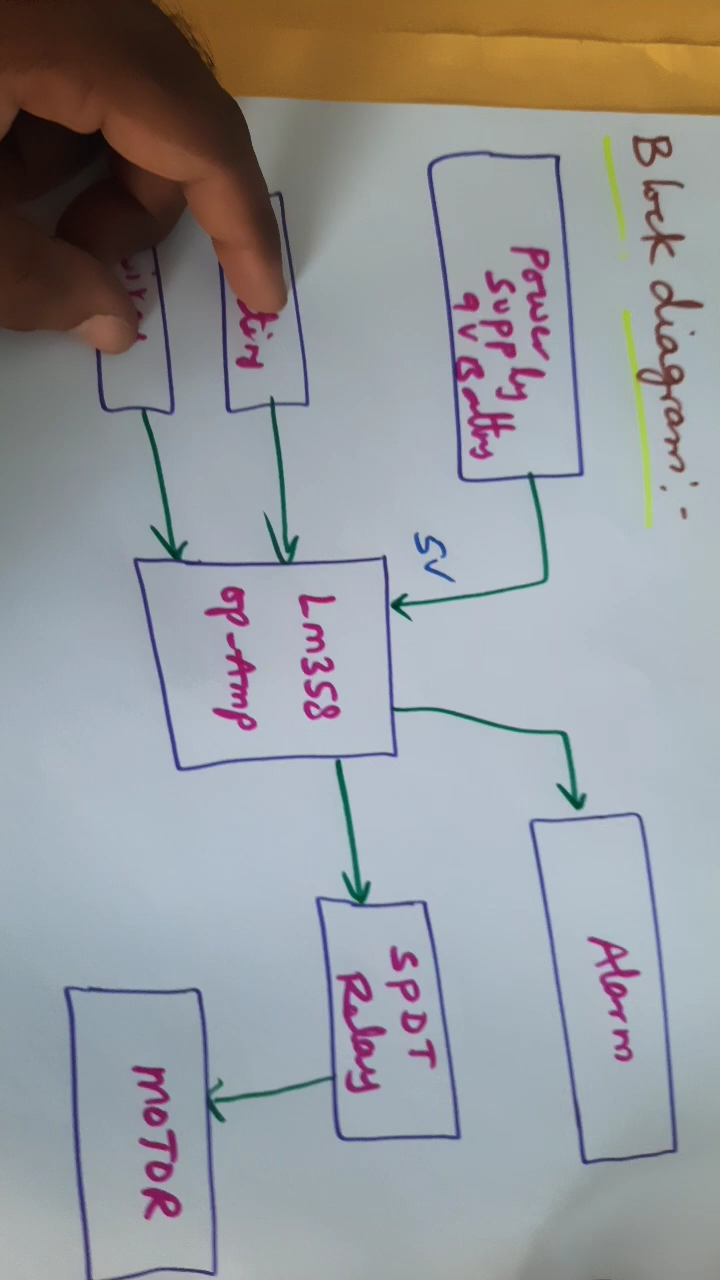 Block diagram:-
Power
Supply
9V Battery
5V
Lm358
OP-Amp
Alarm
SPDT
Relay
MOTOR